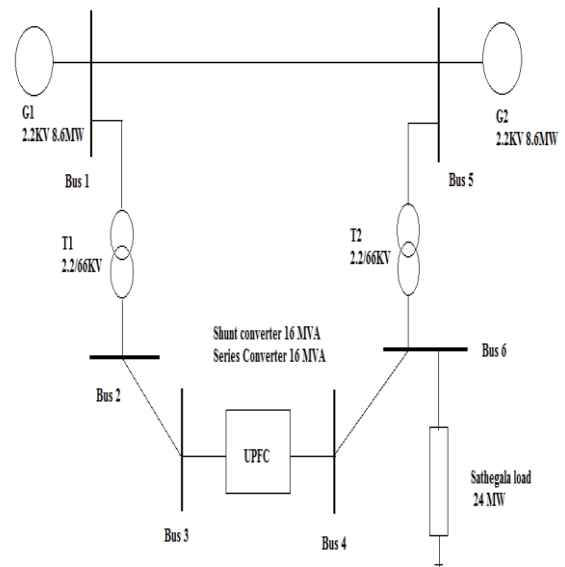 G1
2.2KV 8.6MW
G2
2.2KV 8.6MW
Bus 1
Bus 5
T1
2.2/66KV
T2
2.2/66KV
Shunt converter 16 MVA
Series Converter 16 MVA
Bus 6
Bus 2
UPFC
Sathegala load
24 MW
Bus 3
Bus 4